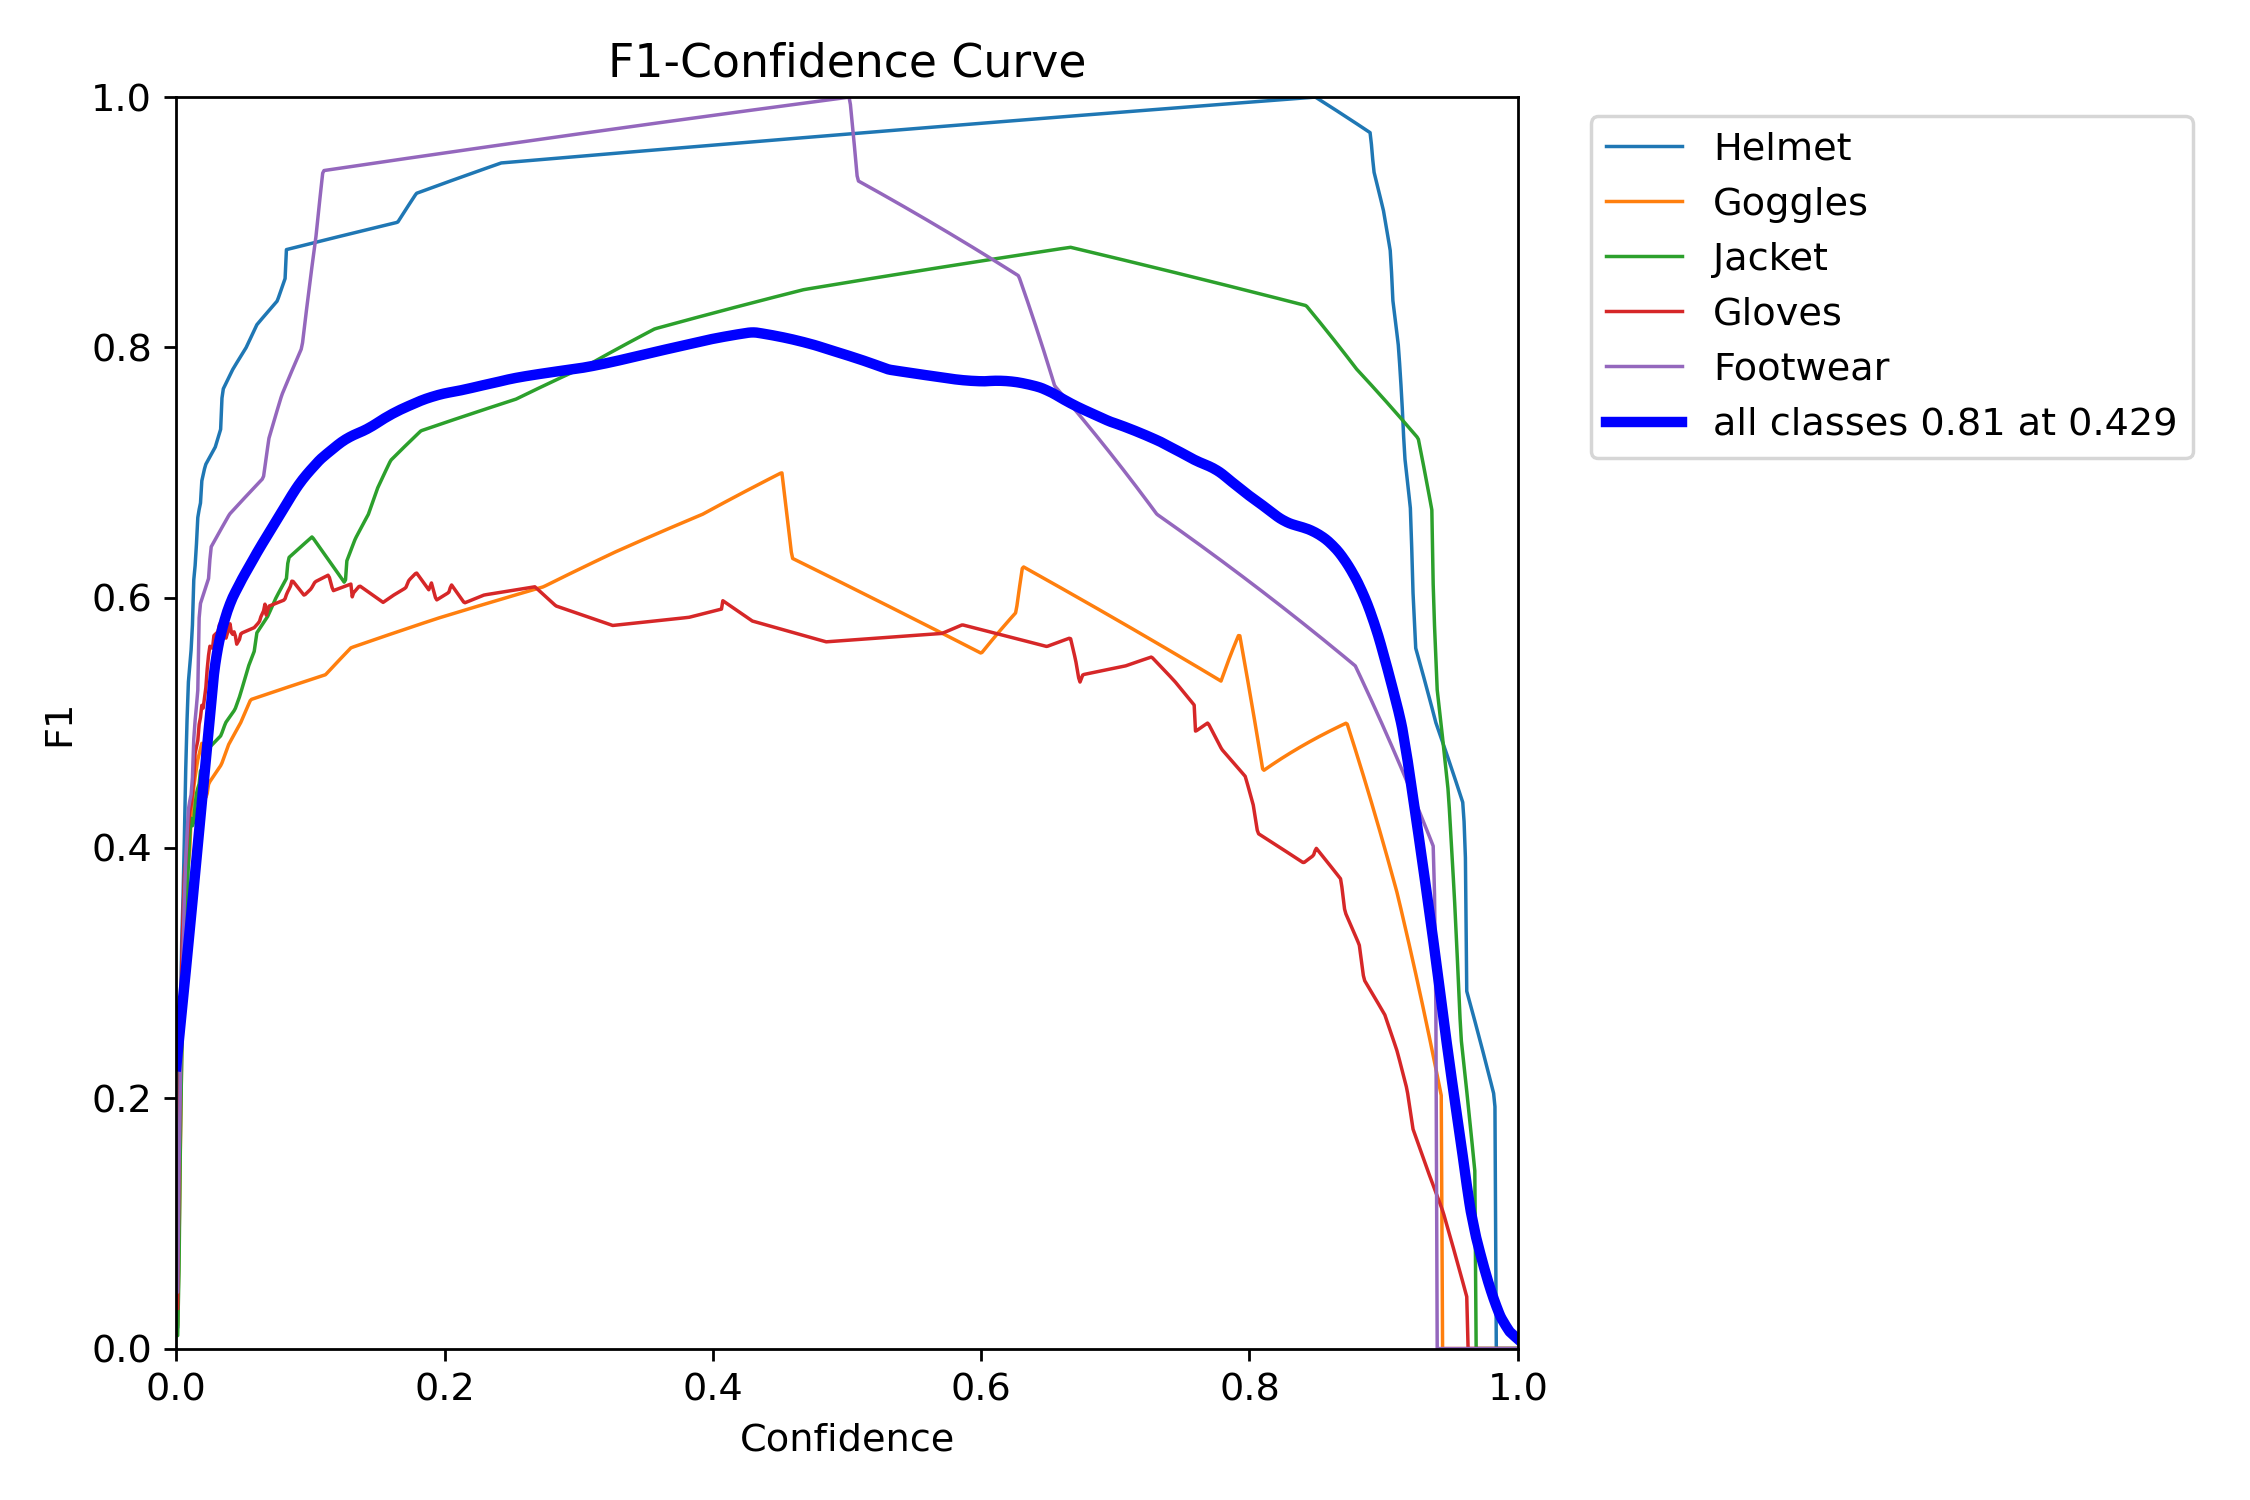 F1-Confidence Curve
1.0
0.8
0.6
0.4
0.2
0.0
F1
0.0 0.2 0.4 0.6 0.8 1.0
Confidence
Helmet
Goggles
Jacket
Gloves
Footwear
all classes 0.81 at 0.429